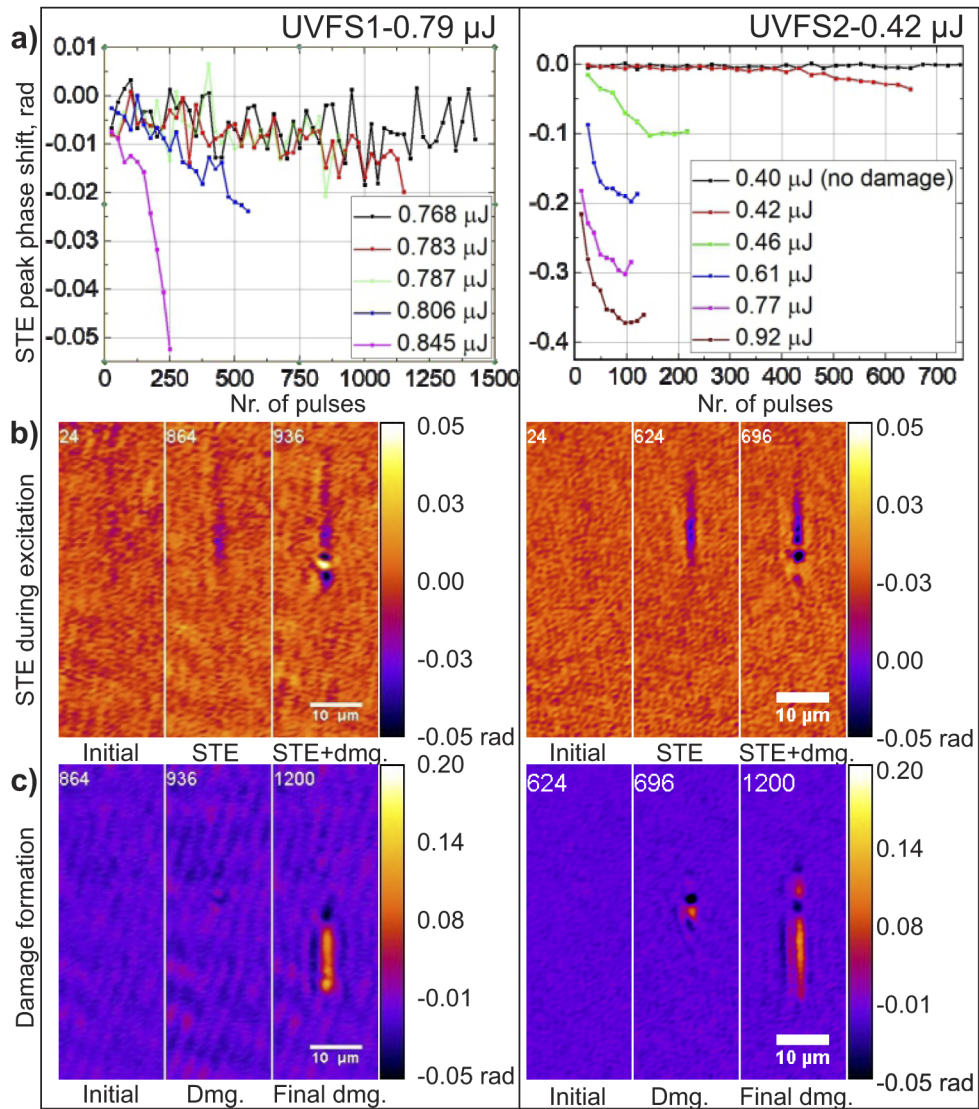 UVFS1-0.79 µJ
UVFS2-0.42 µJ
a)
STE peak phase shift, rad
0.01
0.00
-0.01
-0.02
-0.03
-0.04
-0.05
0.768 µJ
0.783 µJ
0.787 µJ
0.806 µJ
0.845 µJ
0 250 500 750 1000 1250 1500
Nr. of pulses
0.0
-0.1
-0.2
-0.3
-0.4
0.40 µJ (no damage)
0.42 µJ
0.46 µJ
0.61 µJ
0.77 µJ
0.92 µJ
0 100 200 300 400 500 600 700
Nr. of pulses
b)
STE during excitation
24 864 936
0.05
0.03
0.00
-0.03
-0.05 rad
10 µm
Initial STE STE+dmg.
24 624 696
0.05
0.03
-0.03
0.00
-0.05 rad
10 µm
Initial STE STE+dmg.
c)
Damage formation
864 936 1200
0.20
0.14
0.08
-0.01
-0.05 rad
10 µm
Initial Dmg. Final dmg.
624 696 1200
0.20
0.14
0.08
-0.01
-0.05 rad
10 µm
Initial Dmg. Final dmg.